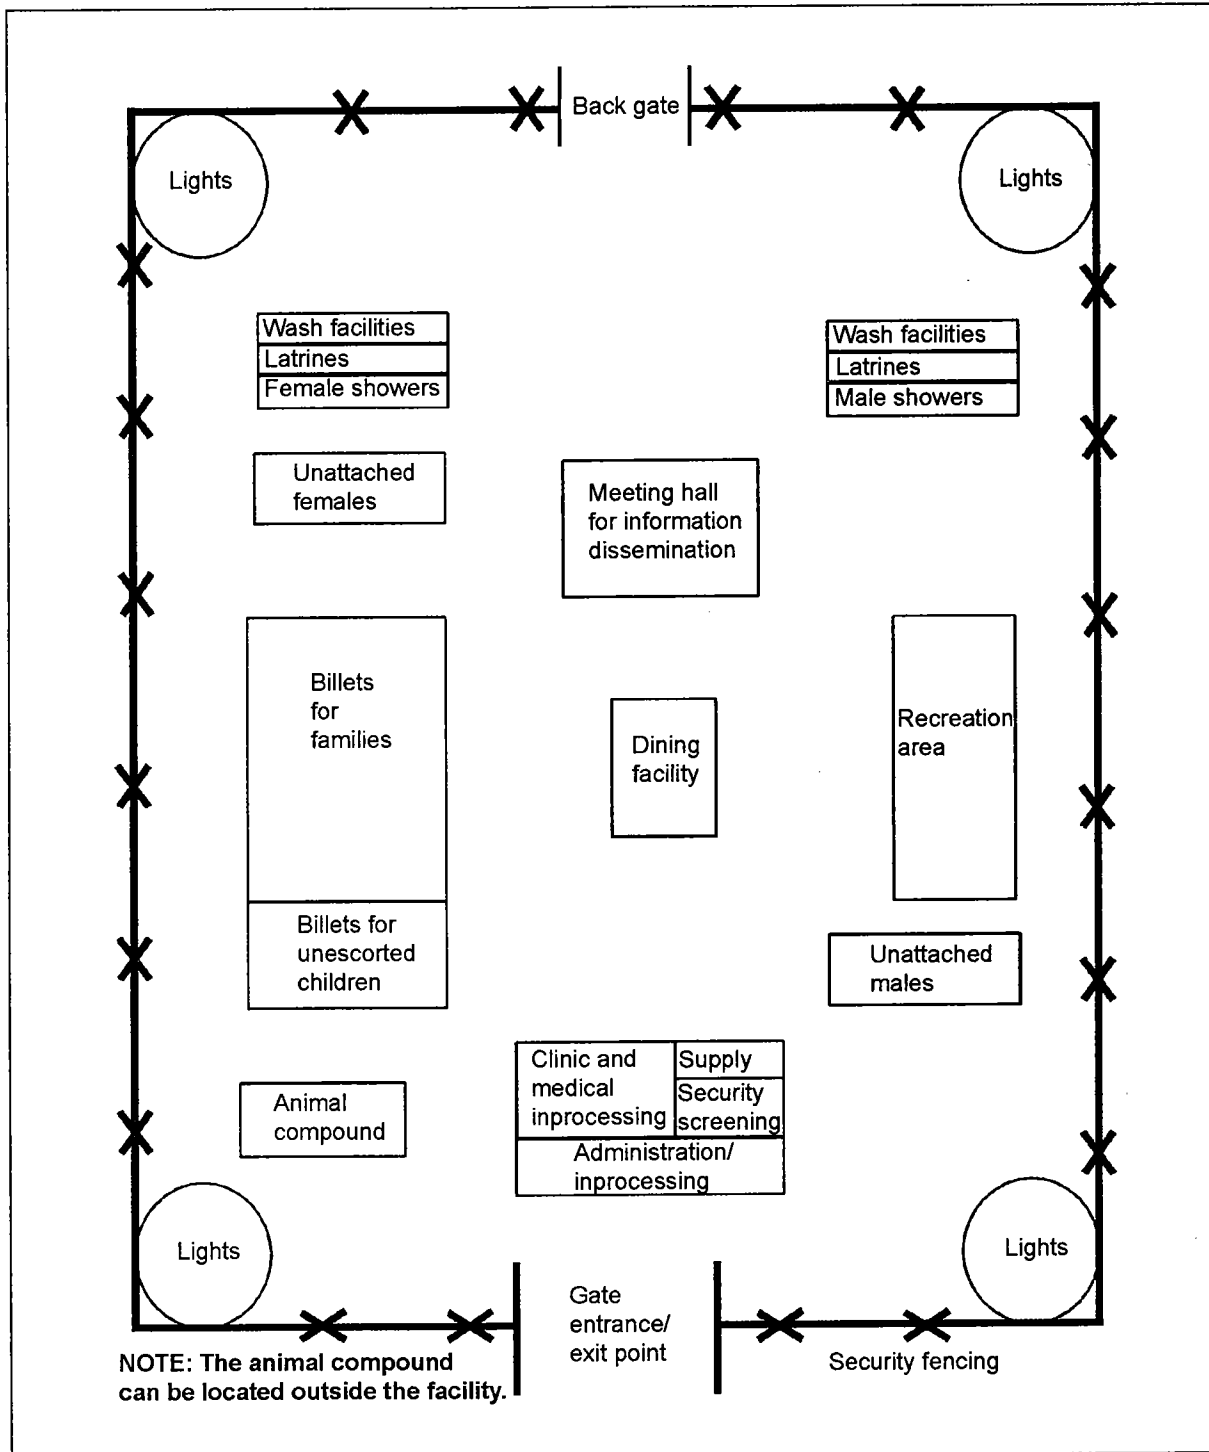 Back gate
Lights
Lights
Wash facilities
Latrines
Female showers
Wash facilities
Latrines
Male showers
Unattached
females
Meeting hall
for information
dissemination
Billets
for
families
Dining
facility
Recreation
area
Billets for
unescorted
children
Unattached
males
Clinic and
medical
inprocessing
Supply
Security
screening
Administration/
inprocessing
Animal
compound
Lights
Lights
Gate
entrance/
exit point
Security fencing
NOTE: The animal compound
can be located outside the facility.